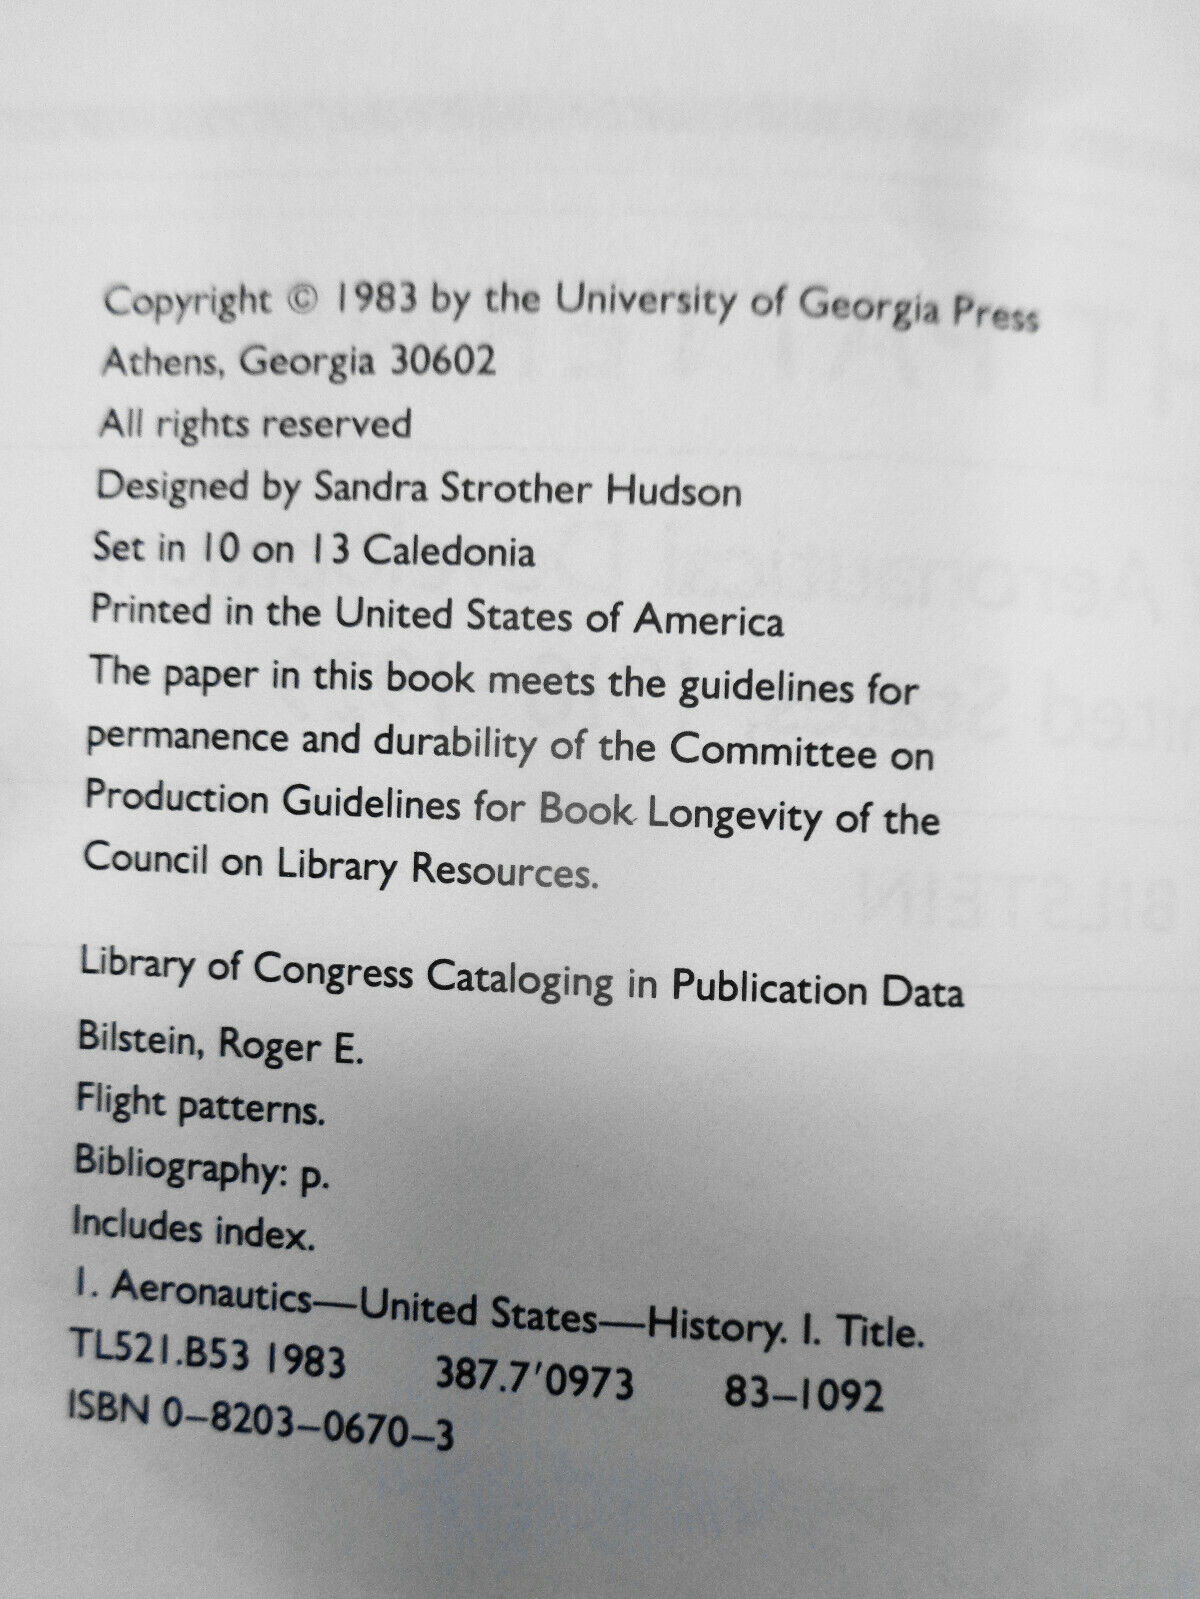 Copyright © 1983 by the University of Georgia Press
Athens, Georgia 30602
All rights reserved
Designed by Sandra Strother Hudson
Set in 10 on 13 Caledonia
Printed in the United States of America
The paper in this book meets the guidelines for
permanence and durability of the Committee on
Production Guidelines for Book Longevity of the
Council on Library Resources.
Library of Congress Cataloging in Publication Data
Bilstein, Roger E.
Flight patterns.
Bibliography: p.
Includes index.
1. Aeronautics—United States—History. I. Title.
TL521.B53 1983 387.7′0973 83–1092
ISBN 0–8203–0670–3